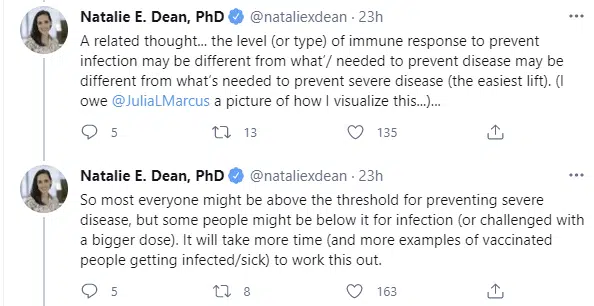 Natalie E. Dean, PhD @nataliexdean · 23h
A related thought... the level (or type) of immune response to prevent
infection may be different from what'/ needed to prevent disease may be
different from what's needed to prevent severe disease (the easiest lift). (I
owe @JuliaLMarcus a picture of how I visualize this...)...
5 13 135
Natalie E. Dean, PhD @nataliexdean · 23h
So most everyone might be above the threshold for preventing severe
disease, but some people might be below it for infection (or challenged with
a bigger dose). It will take more time (and more examples of vaccinated
people getting infected/sick) to work this out.
5 8 163